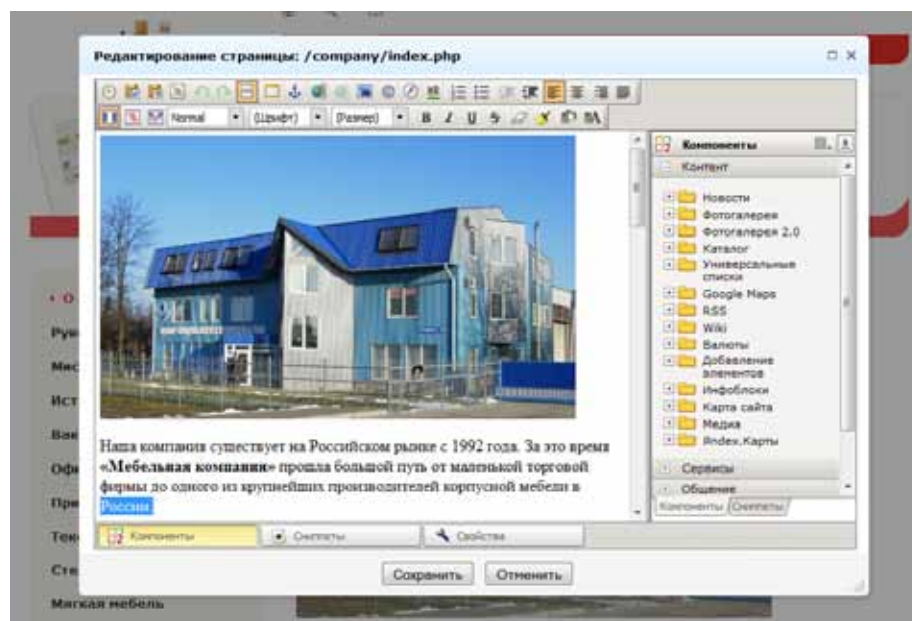 Редактирование страницы: /company/index.php
Normal
(Шрифт)
(Размер)
B I U
Компоненты
Контент
Новости
Фотогалерея
Фотогалерея 2.0
Каталог
Универсальные
списки
Google Maps
RSS
Wiki
Валюты
Добавление
элементов
Инфоблоки
Карта сайта
Медиа
Яndex.Карты
Сервисы
Общение
Компоненты Сниппеты
Наша компания существует на Российском рынке с 1992 года. За это время
«Мебельная компания» прошла большой путь от маленькой торговой
фирмы до одного из крупнейших производителей корпусной мебели в
России.
Компоненты
Сниппеты
Свойства
Сохранить
Отменить
Мягкая мебель